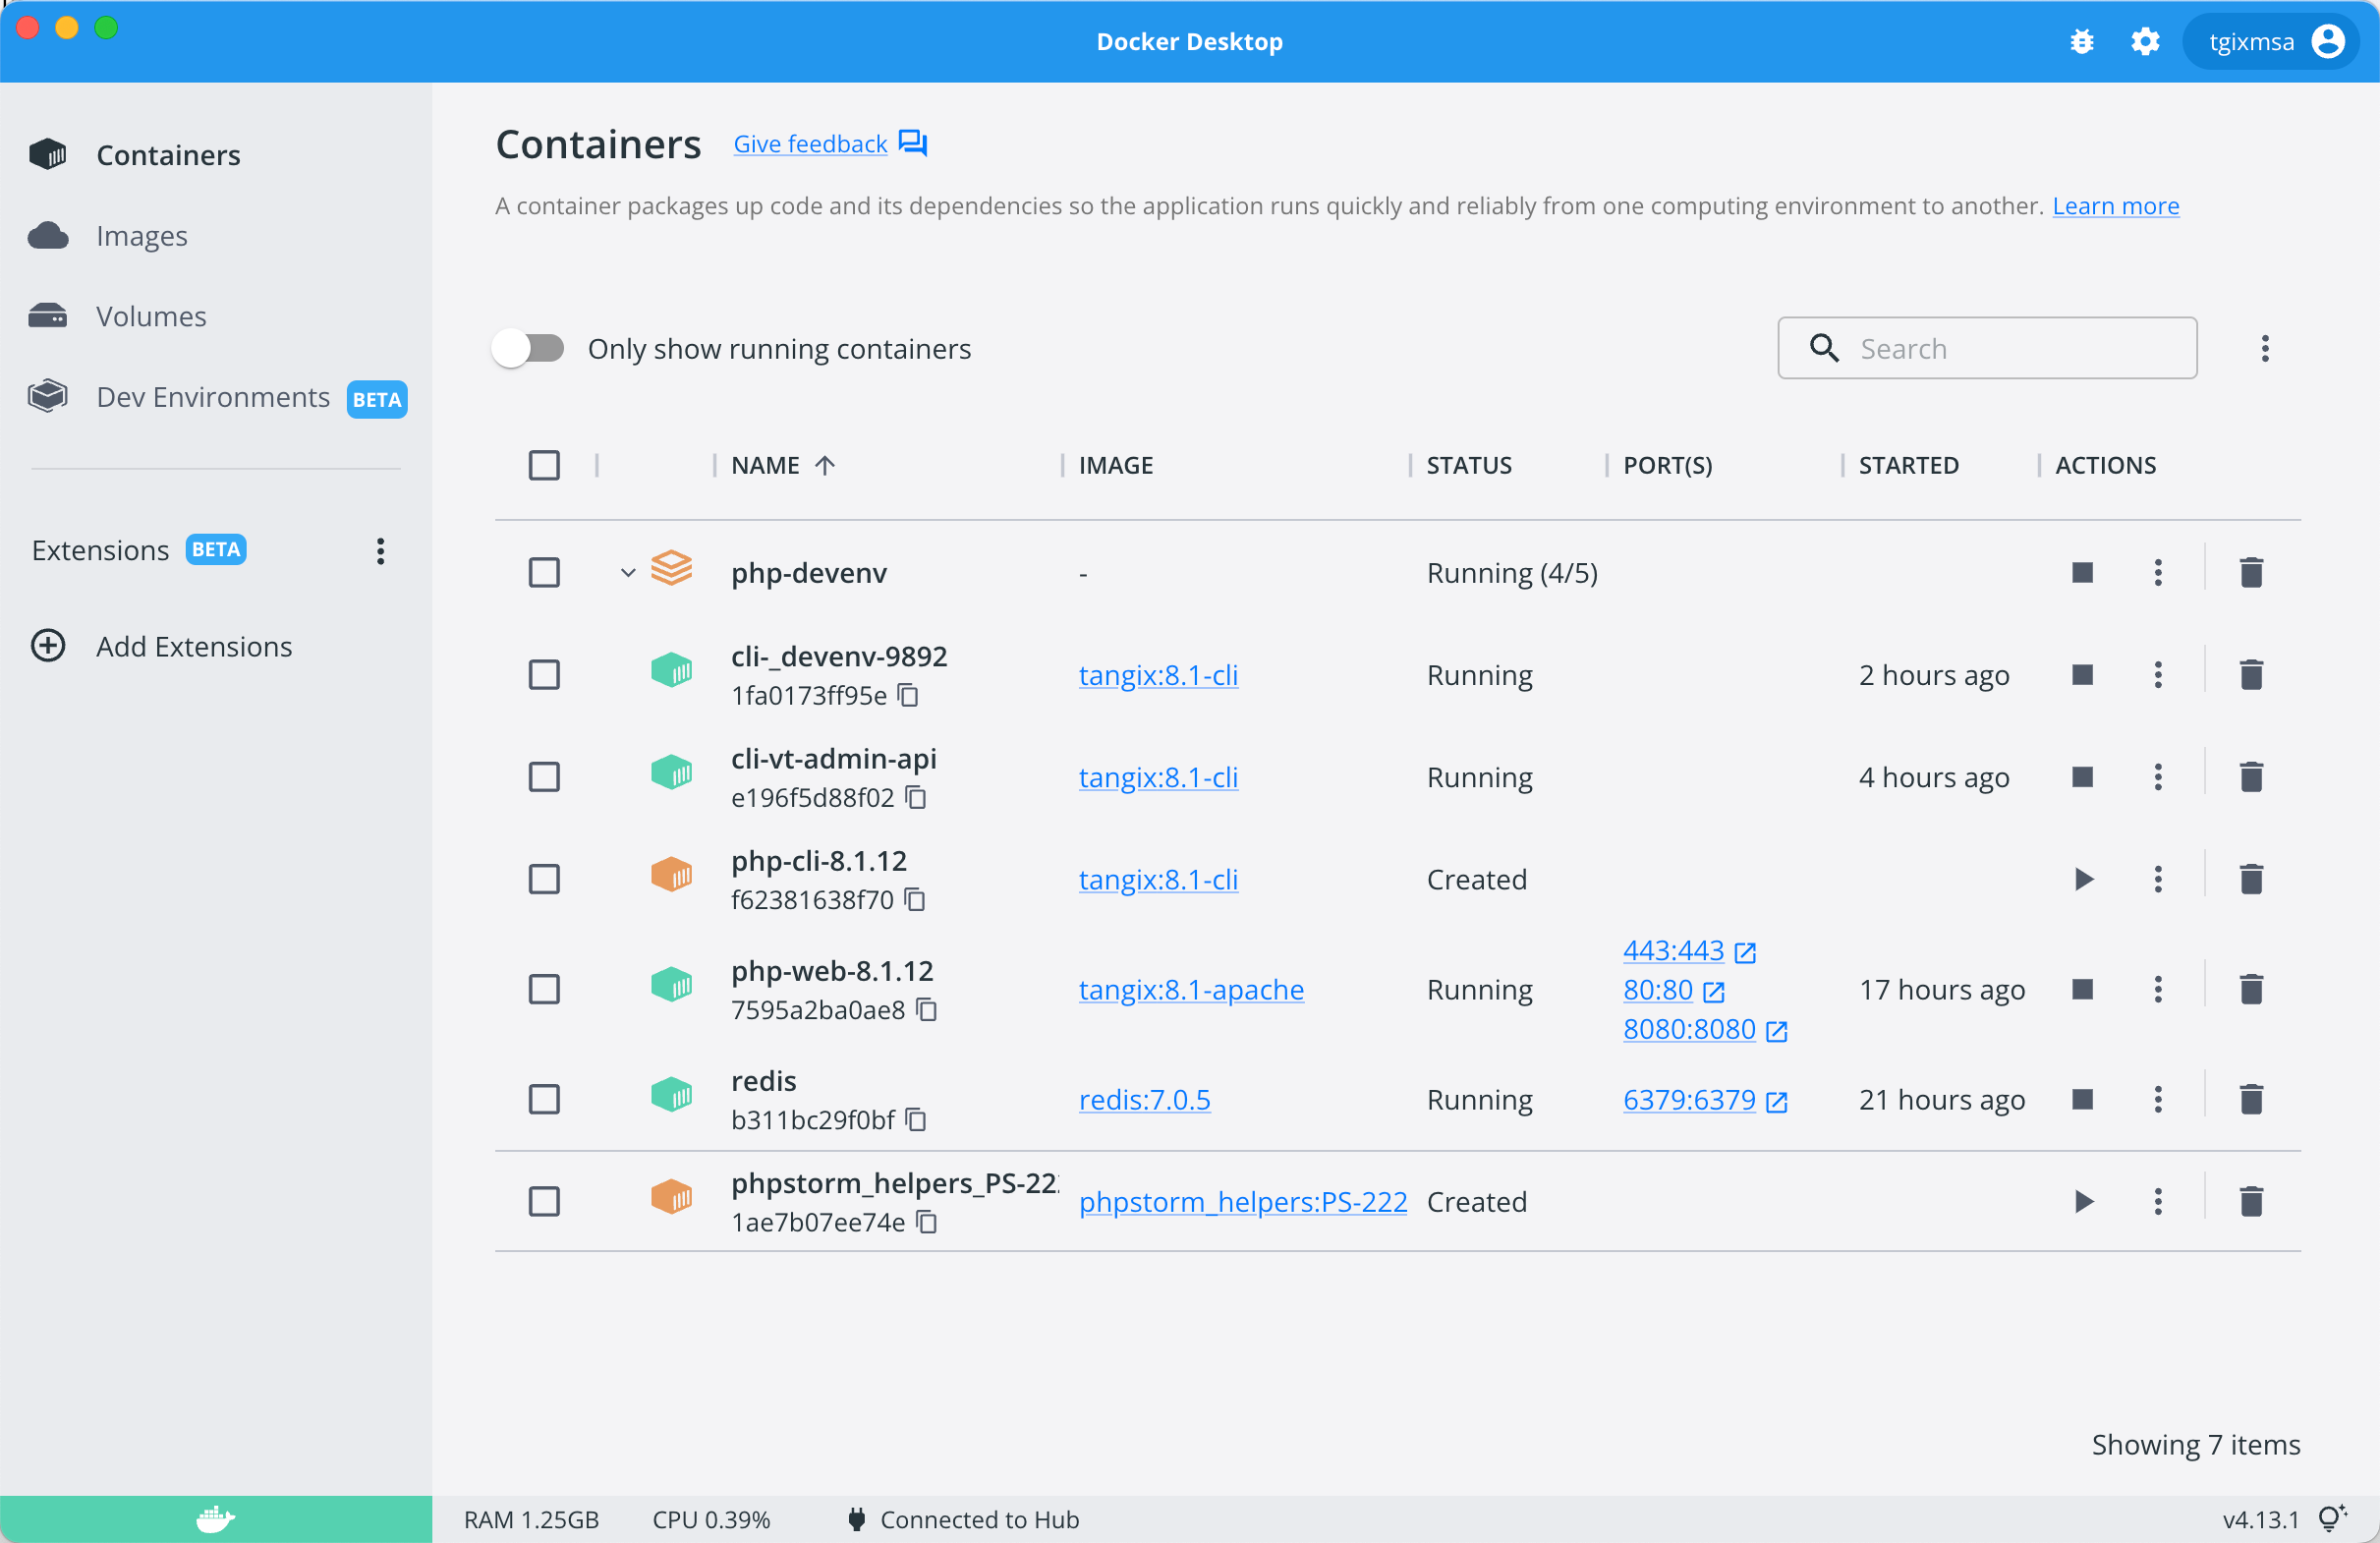 Docker Desktop
tgixmsa
Containers
Images
Volumes
Dev Environments BETA
Extensions BETA
Add Extensions
Containers Give feedback
A container packages up code and its dependencies so the application runs quickly and reliably from one computing environment to another. Learn more
Only show running containers
Search
NAME IMAGE STATUS PORT(S) STARTED ACTIONS
php-devenv - Running (4/5)
cli-_devenv-9892
1fa0173ff95e
tangix:8.1-cli Running 2 hours ago
cli-vt-admin-api
e196f5d88f02
tangix:8.1-cli Running 4 hours ago
php-cli-8.1.12
f62381638f70
tangix:8.1-cli Created
php-web-8.1.12
7595a2ba0ae8
tangix:8.1-apache Running
443:443
80:80
8080:8080
17 hours ago
redis
b311bc29f0bf
redis:7.0.5 Running 6379:6379 21 hours ago
phpstorm_helpers_PS-22
1ae7b07ee74e
phpstorm_helpers:PS-222 Created
Showing 7 items
RAM 1.25GB CPU 0.39% Connected to Hub
v4.13.1